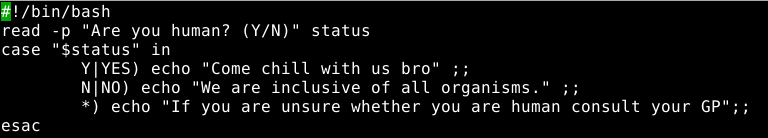 #!/bin/bash
read -p "Are you human? (Y/N)" status
case "$status" in
        Y|YES) echo "Come chill with us bro" ;;
        N|NO) echo "We are inclusive of all organisms." ;;
        *) echo "If you are unsure whether you are human consult your GP";;
esac